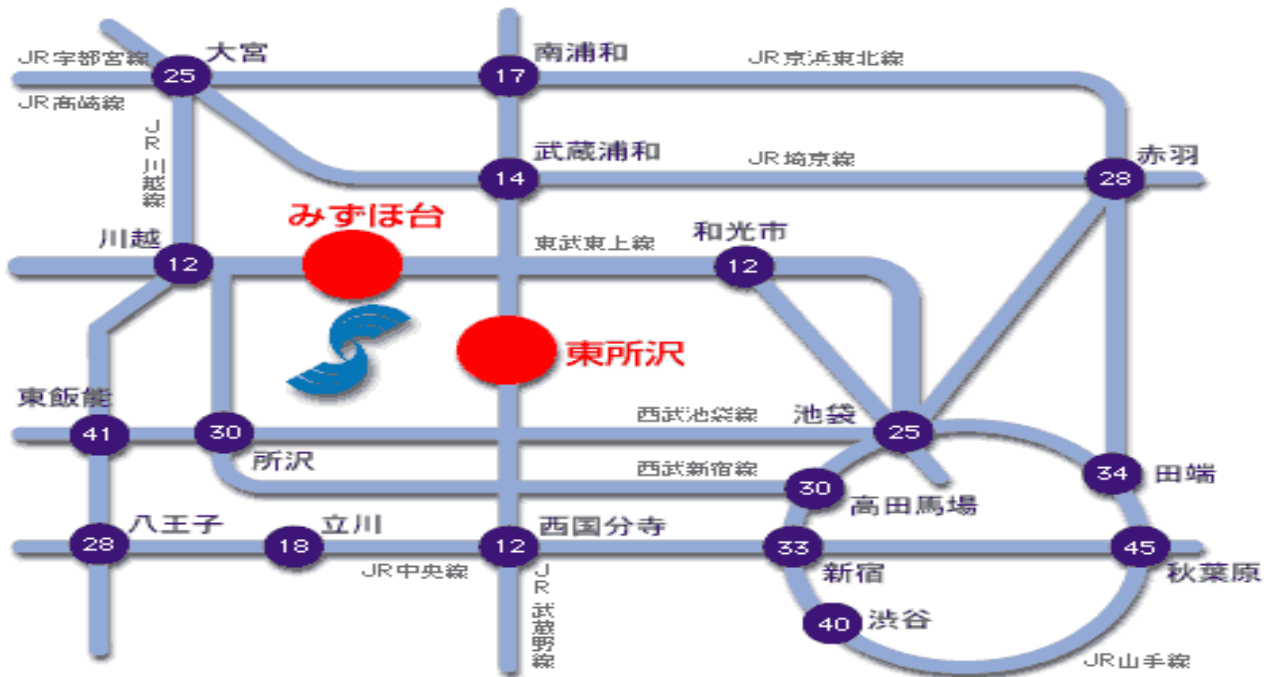 大宮
南浦和
JR宇都宮線
25
17
JR京浜東北線
JR高崎線
JR川越線
武蔵浦和
JR埼京線
赤羽
14
28
みずほ台
川越
東武東上線
和光市
12
12
東所沢
東飯能
西武池袋線
池袋
41
30
25
所沢
西武新宿線
34
田端
30
高田馬場
八王子
立川
西国分寺
28
18
12
33
45
JR中央線
新宿
秋葉原
JR武蔵野線
40
渋谷
JR山手線